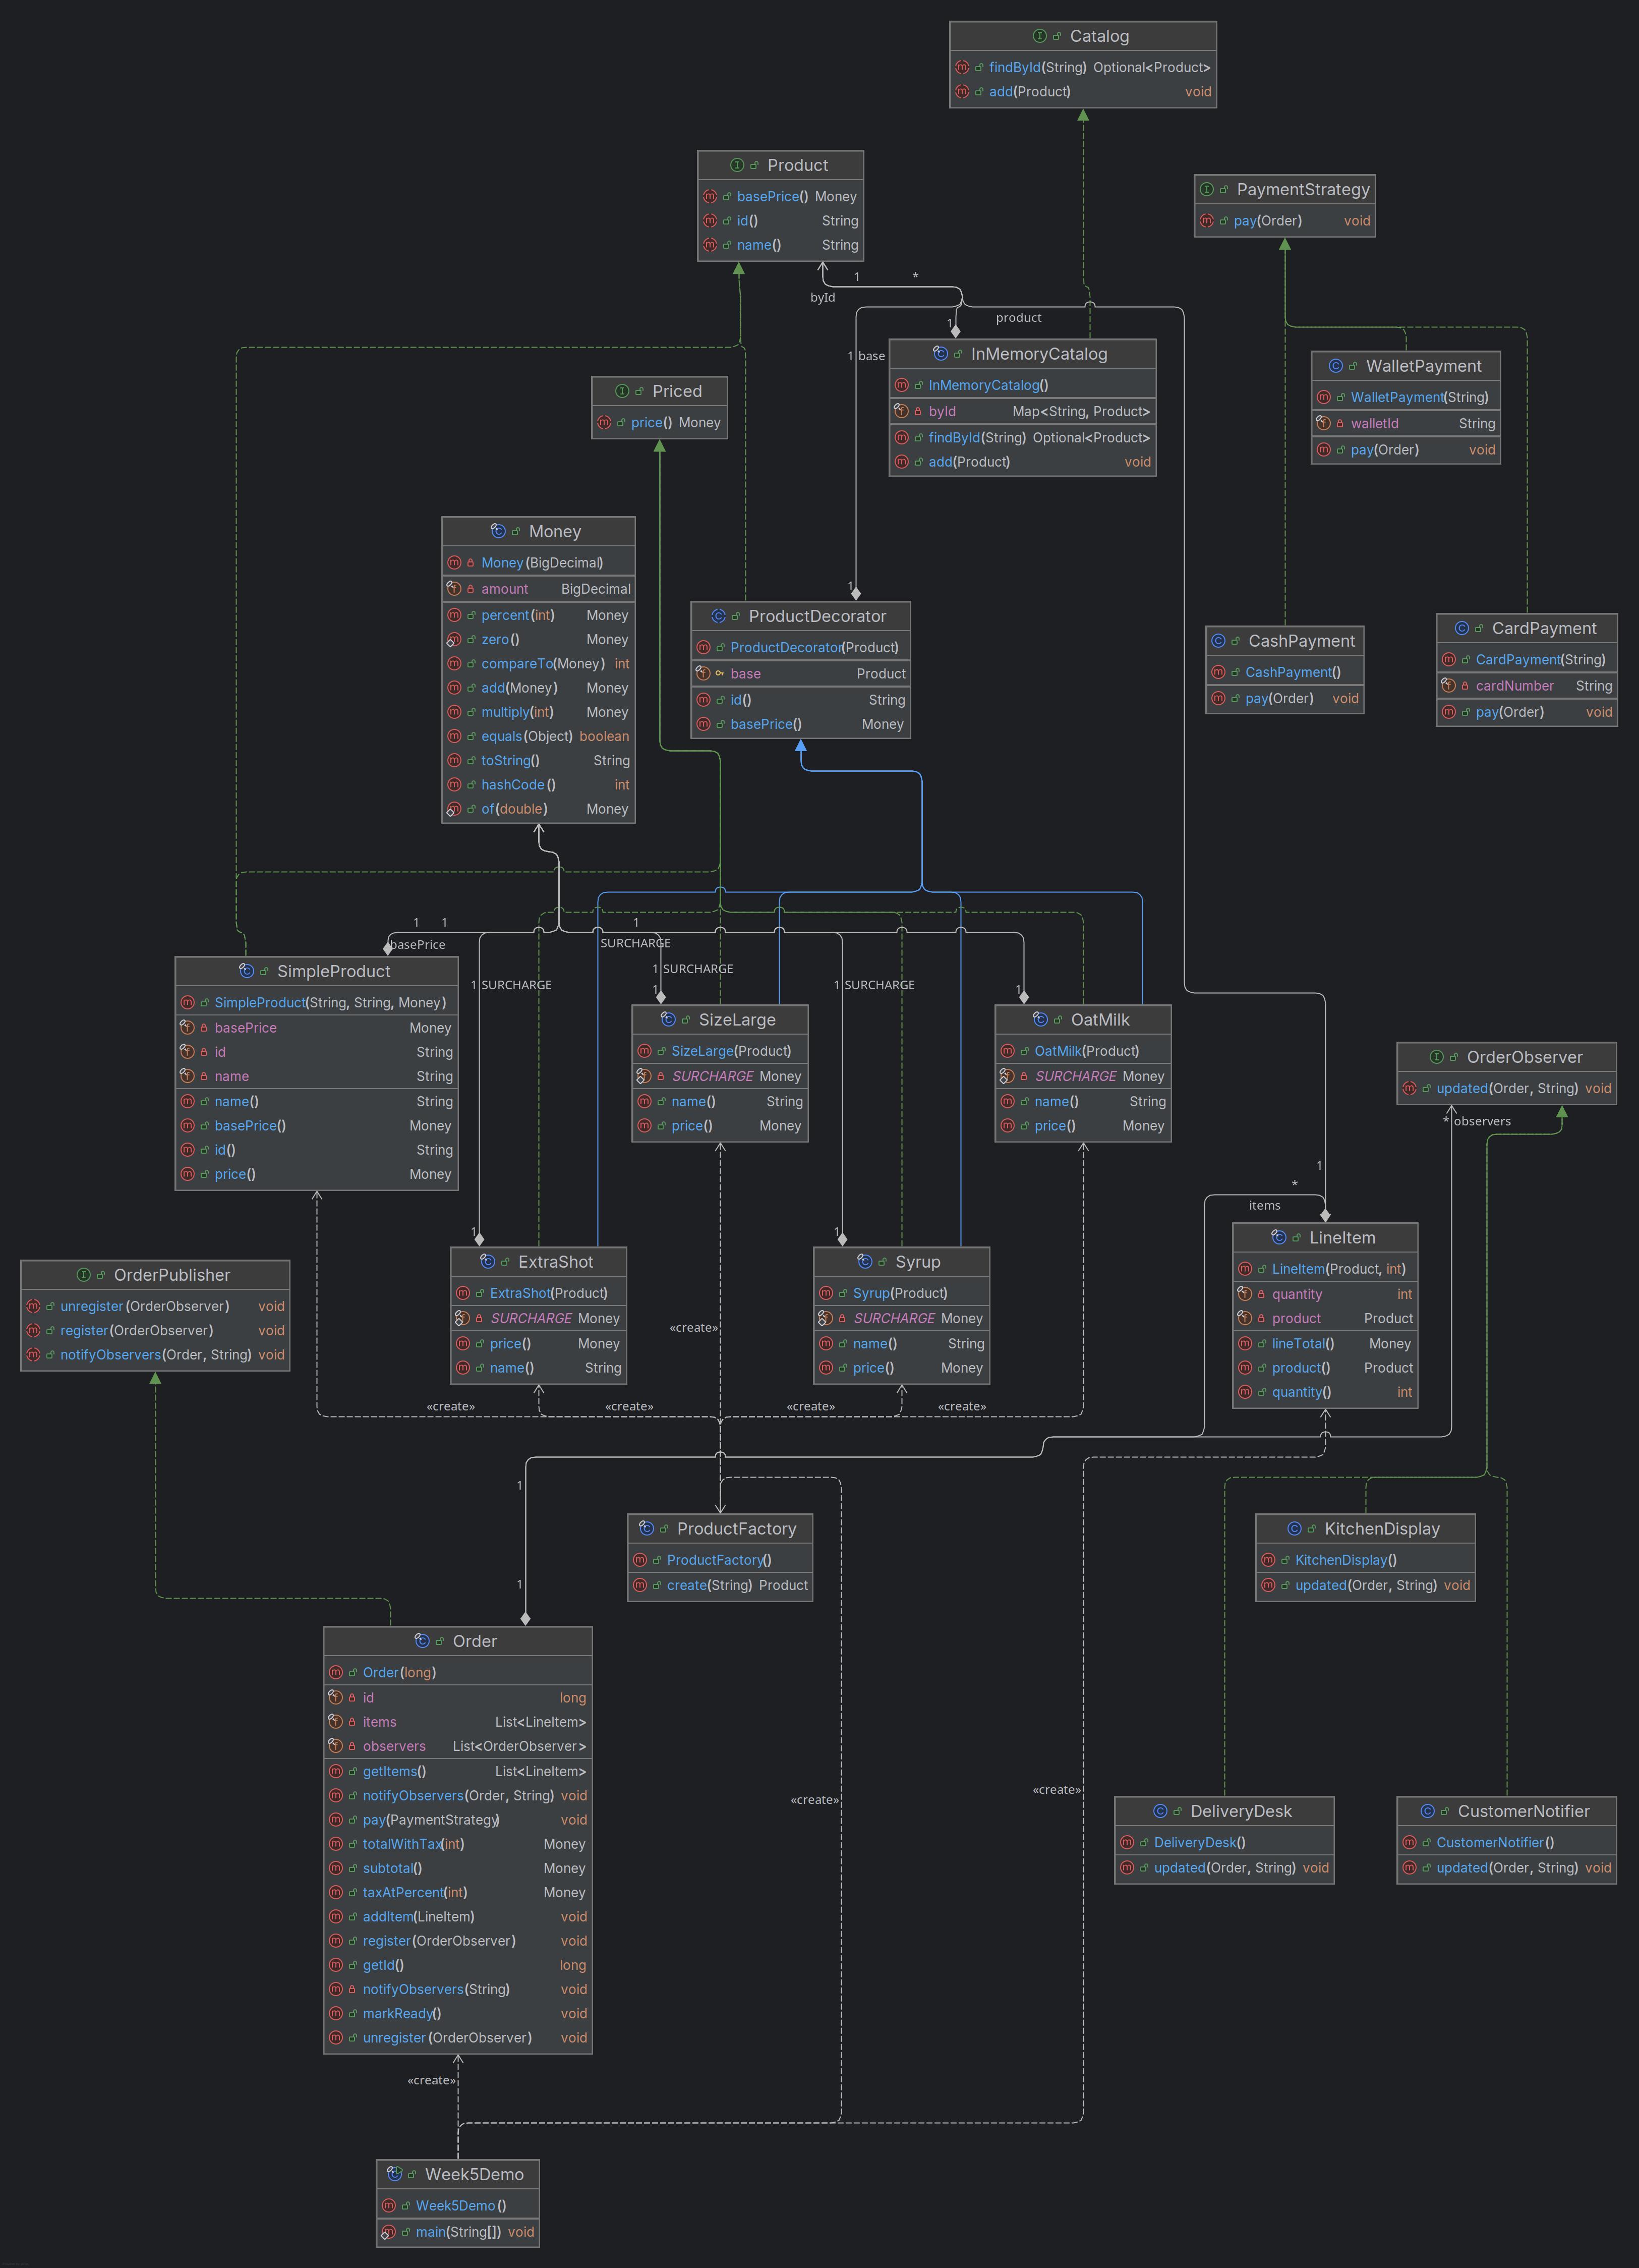 Catalog
findById(String) Optional<Product>
add(Product) void
Product
basePrice() Money
id() String
name() String
PaymentStrategy
pay(Order) void
1
*
byId
product
1
1 base
InMemoryCatalog
InMemoryCatalog()
byId Map<String, Product>
findById(String) Optional<Product>
add(Product) void
WalletPayment
WalletPayment(String)
walletId String
pay(Order) void
Priced
price() Money
Money
Money(BigDecimal)
amount BigDecimal
percent(int) Money
zero() Money
compareTo(Money) int
add(Money) Money
multiply(int) Money
equals(Object) boolean
toString() String
hashCode() int
of(double) Money
1
ProductDecorator
ProductDecorator(Product)
base Product
id() String
basePrice() Money
CashPayment
CashPayment()
pay(Order) void
CardPayment
CardPayment(String)
cardNumber String
pay(Order) void
1
1
1
basePrice
SURCHARGE
1 SURCHARGE
1 SURCHARGE
1 SURCHARGE
1
1
SimpleProduct
SimpleProduct(String, String, Money)
basePrice Money
id String
name String
name() String
basePrice() Money
id() String
price() Money
SizeLarge
SizeLarge(Product)
SURCHARGE Money
name() String
price() Money
OatMilk
OatMilk(Product)
SURCHARGE Money
name() String
price() Money
OrderObserver
updated(Order, String) void
* observers
1
*
items
1
1
OrderPublisher
unregister(OrderObserver) void
register(OrderObserver) void
notifyObservers(Order, String) void
ExtraShot
ExtraShot(Product)
SURCHARGE Money
price() Money
name() String
Syrup
Syrup(Product)
SURCHARGE Money
name() String
price() Money
LineItem
LineItem(Product, int)
quantity int
product Product
lineTotal() Money
product() Product
quantity() int
«create»
«create»
«create»
«create»
«create»
1
ProductFactory
ProductFactory()
create(String) Product
KitchenDisplay
KitchenDisplay()
updated(Order, String) void
1
Order
Order(long)
id long
items List<LineItem>
observers List<OrderObserver>
getItems() List<LineItem>
notifyObservers(Order, String) void
pay(PaymentStrategy) void
totalWithTax(int) Money
subtotal() Money
taxAtPercent(int) Money
addItem(LineItem) void
register(OrderObserver) void
getId() long
notifyObservers(String) void
markReady() void
unregister(OrderObserver) void
«create»
«create»
DeliveryDesk
DeliveryDesk()
updated(Order, String) void
CustomerNotifier
CustomerNotifier()
updated(Order, String) void
«create»
Week5Demo
Week5Demo()
main(String[]) void